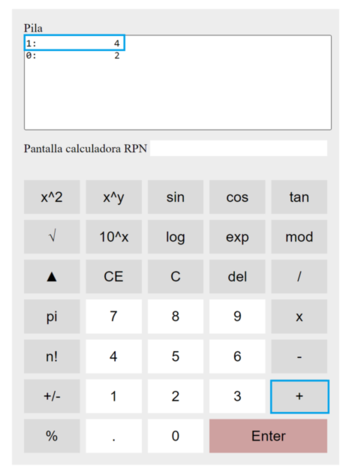 Pila
1: 4
0: 2
Pantalla calculadora RPN
x^2 x^y sin cos tan
√ 10^x log exp mod
▲ CE C del /
pi 7 8 9 x
n! 4 5 6 -
+/- 1 2 3 +
% . 0 Enter